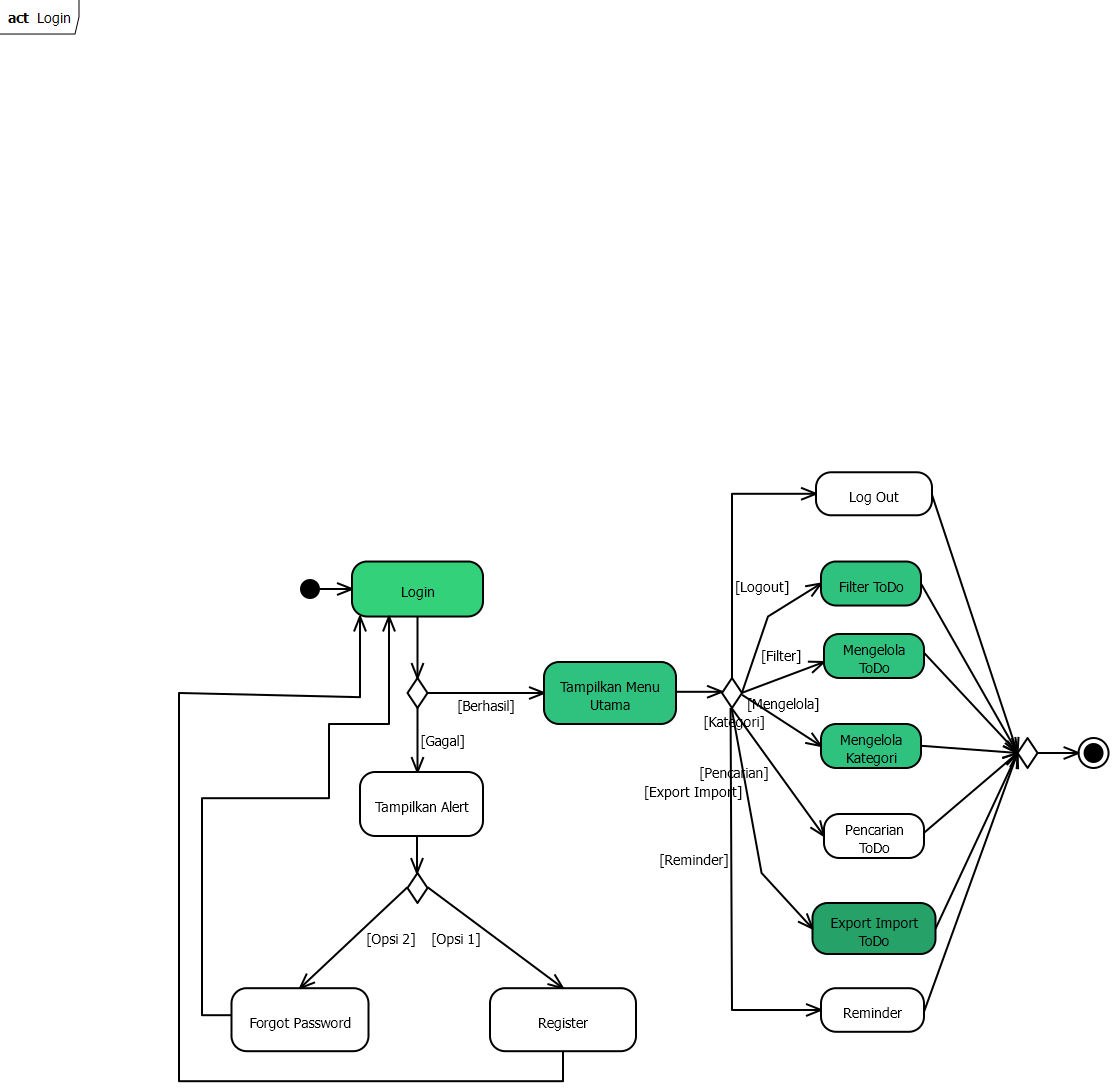 act Login
Log Out
Login
[Logout]
Filter ToDo
[Filter]
Mengelola
ToDo
Tampilkan Menu
Utama
[Berhasil]
[Mengelola]
[Kategori]
[Gagal]
Mengelola
Kategori
[Pencarian]
[Export Import]
Tampilkan Alert
Pencarian
ToDo
[Reminder]
Export Import
ToDo
[Opsi 2]
[Opsi 1]
Forgot Password
Register
Reminder